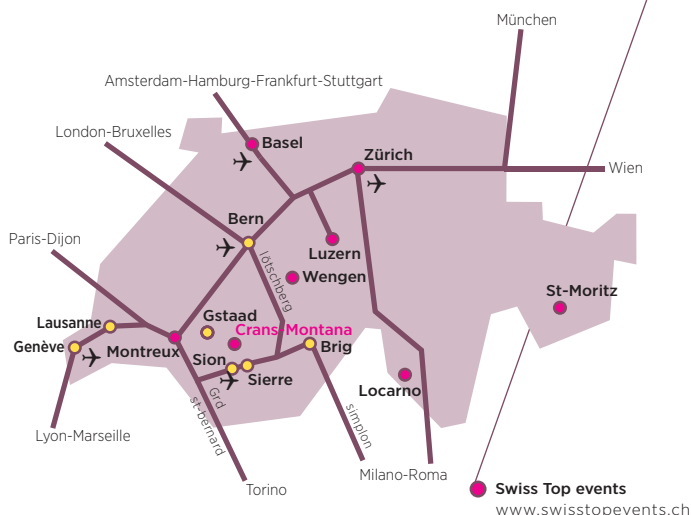 München
Amsterdam-Hamburg-Frankfurt-Stuttgart
London-Bruxelles
Basel
Zürich
Wien
Bern
Paris-Dijon
Luzern
lötschberg
Wengen
St-Moritz
Gstaad
Lausanne
Crans-Montana
Genève
Montreux
Brig
Sion
Sierre
Locarno
Grd
st-bernard
simplon
Lyon-Marseille
Milano-Roma
Torino
Swiss Top events
www.swisstopevents.ch